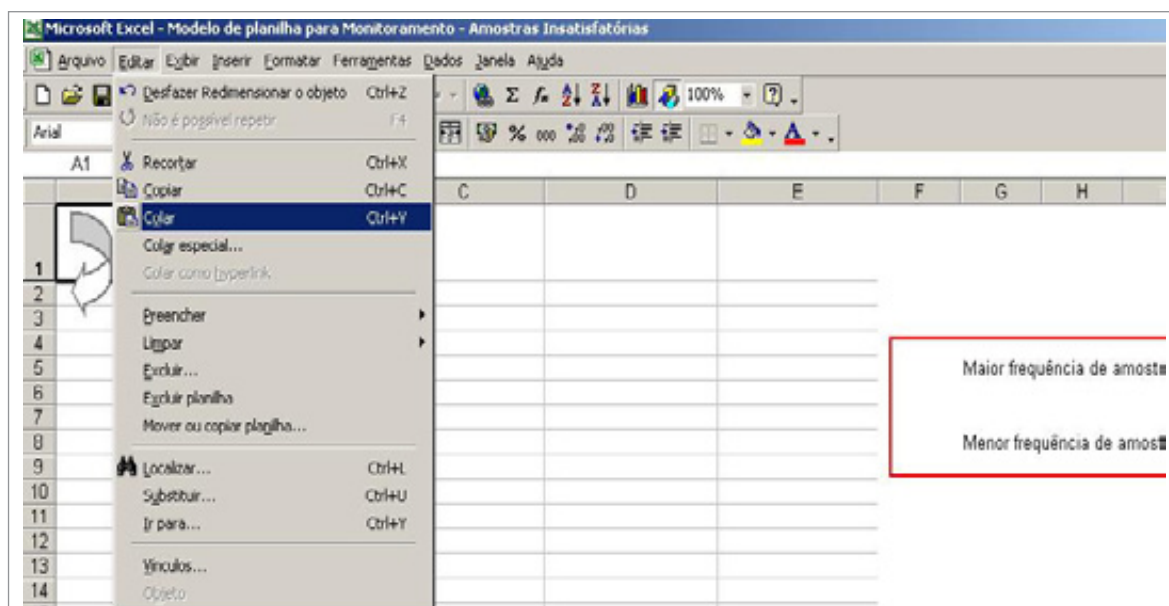 Microsoft Excel - Modelo de planilha para Monitoramento - Amostras Insatisfatórias
Arquivo Editar Exibir Inserir Formatar Ferramentas Dados Janela Ajuda
Desfazer Redimensionar o objeto Ctrl+Z
100%
Não é possível repetir F4
Arial
% 000
A1
Recortar Ctrl+X
Copiar Ctrl+C
C D E F G H
Colar Ctrl+V
Colar especial...
Colar como hyperlink
1
2
Preencher
3
Limpar
4
Excluir...
5
Maior frequência de
Excluir planilha
6
Mover ou copiar planilha...
7
8
Menor frequência de
Localizar... Ctrl+L
9
Substituir... Ctrl+U
10
Ir para... Ctrl+Y
11
12
Vínculos...
13
Objeto
14